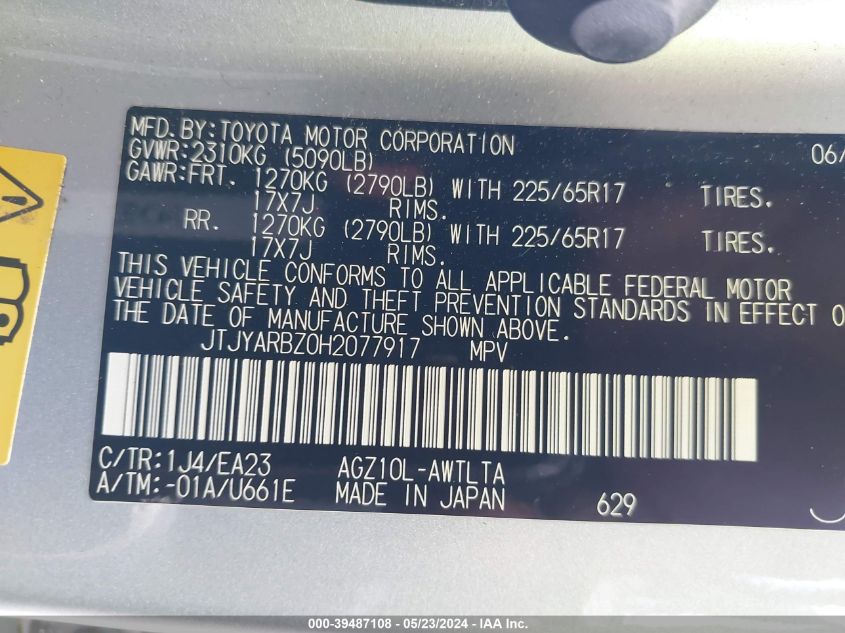 MFD. BY: TOYOTA MOTOR CORPORATION 06/
GVWR: 2310KG (5090LB)
GAWR: FRT. 1270KG (2790LB) WITH 225/65R17 TIRES.
17X7J RIMS.
RR. 1270KG (2790LB) WITH 225/65R17 TIRES.
17X7J RIMS.
THIS VEHICLE CONFORMS TO ALL APPLICABLE FEDERAL MOTOR
VEHICLE SAFETY AND THEFT PREVENTION STANDARDS IN EFFECT O
THE DATE OF MANUFACTURE SHOWN ABOVE.
JTJYARBZ0H2077917 MPV
C/TR: 1J4/EA23 AGZ10L-AWTLTA
A/TM: -01A/U661E MADE IN JAPAN 629
000-39487108 - 05/23/2024 - IAA Inc.